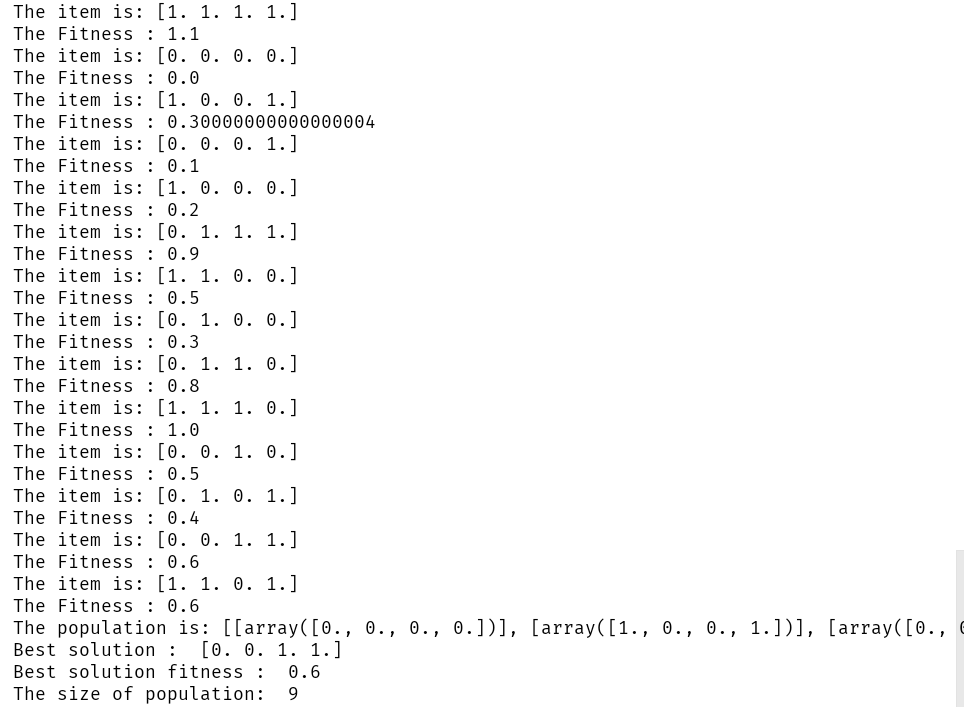 The item is: [1. 1. 1. 1.]
The Fitness : 1.1
The item is: [0. 0. 0. 0.]
The Fitness : 0.0
The item is: [1. 0. 0. 1.]
The Fitness : 0.30000000000000004
The item is: [0. 0. 0. 1.]
The Fitness : 0.1
The item is: [1. 0. 0. 0.]
The Fitness : 0.2
The item is: [0. 1. 1. 1.]
The Fitness : 0.9
The item is: [1. 1. 0. 0.]
The Fitness : 0.5
The item is: [0. 1. 0. 0.]
The Fitness : 0.3
The item is: [0. 1. 1. 0.]
The Fitness : 0.8
The item is: [1. 1. 1. 0.]
The Fitness : 1.0
The item is: [0. 0. 1. 0.]
The Fitness : 0.5
The item is: [0. 1. 0. 1.]
The Fitness : 0.4
The item is: [0. 0. 1. 1.]
The Fitness : 0.6
The item is: [1. 1. 0. 1.]
The Fitness : 0.6
The population is: [[array([0., 0., 0., 0.])], [array([1., 0., 0., 1.])], [array([0.,
Best solution :  [0. 0. 1. 1.]
Best solution fitness :  0.6
The size of population:  9